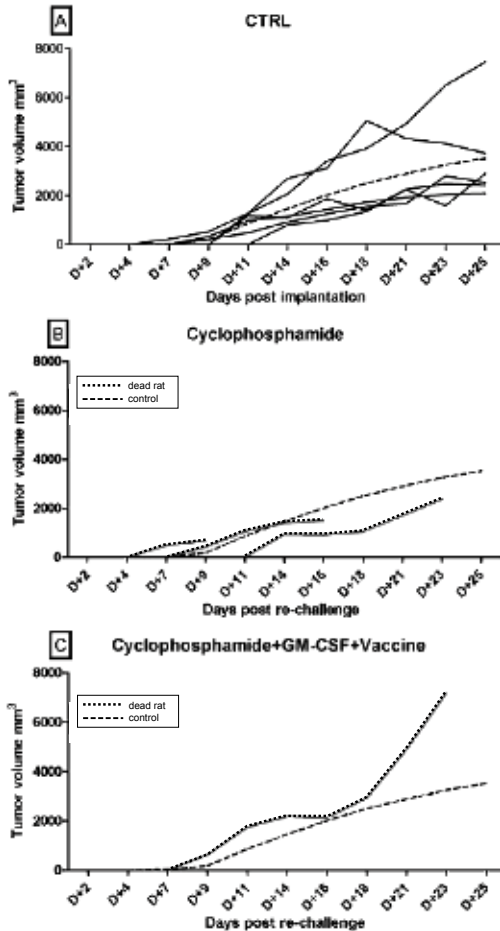 A
CTRL
Tumor volume mm³
8000
6000
4000
2000
0
D+2 D+4 D+7 D+9 D+11 D+14 D+16 D+18 D+21 D+23 D+25
Days post implantation
B
Cyclophosphamide
Tumor volume mm³
8000
6000
4000
2000
0
dead rat
control
D+2 D+4 D+7 D+9 D+11 D+14 D+16 D+18 D+21 D+23 D+25
Days post re-challenge
C
Cyclophosphamide+GM-CSF+Vaccine
Tumor volume mm³
8000
6000
4000
2000
0
dead rat
control
D+2 D+4 D+7 D+9 D+11 D+14 D+16 D+18 D+21 D+23 D+25
Days post re-challenge